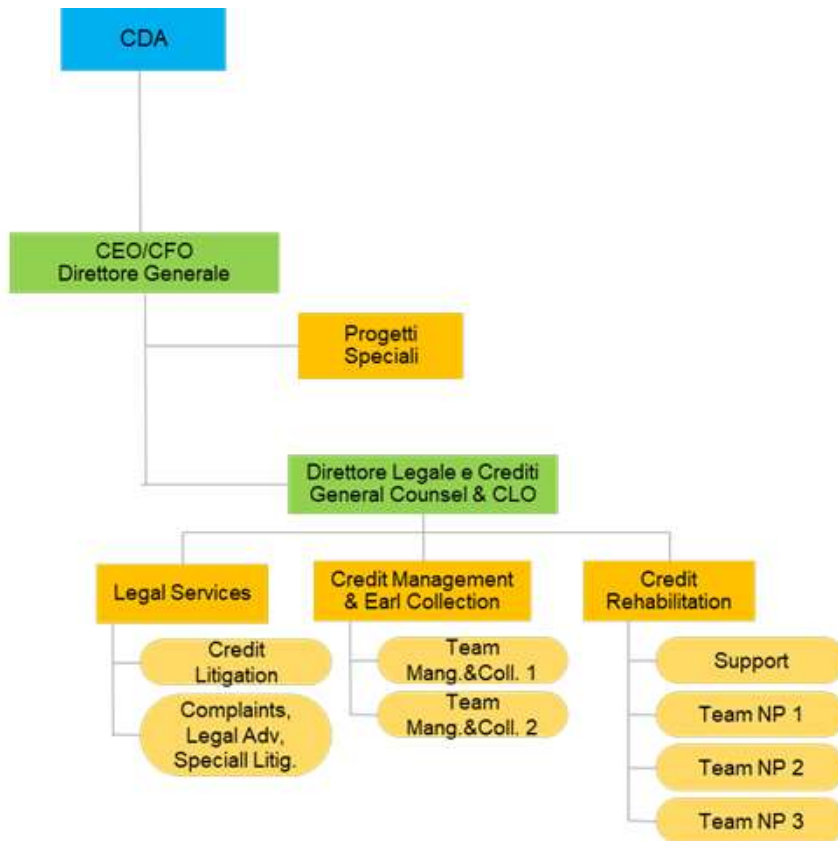 CDA
CEO/CFO
Direttore Generale
Progetti
Speciali
Direttore Legale e Crediti
General Counsel & CLO
Legal Services
Credit Management
& Earl Collection
Credit
Rehabilitation
Credit
Litigation
Complaints,
Legal Adv,
Speciall Litig.
Team
Mang.&Coll. 1
Team
Mang.&Coll. 2
Support
Team NP 1
Team NP 2
Team NP 3